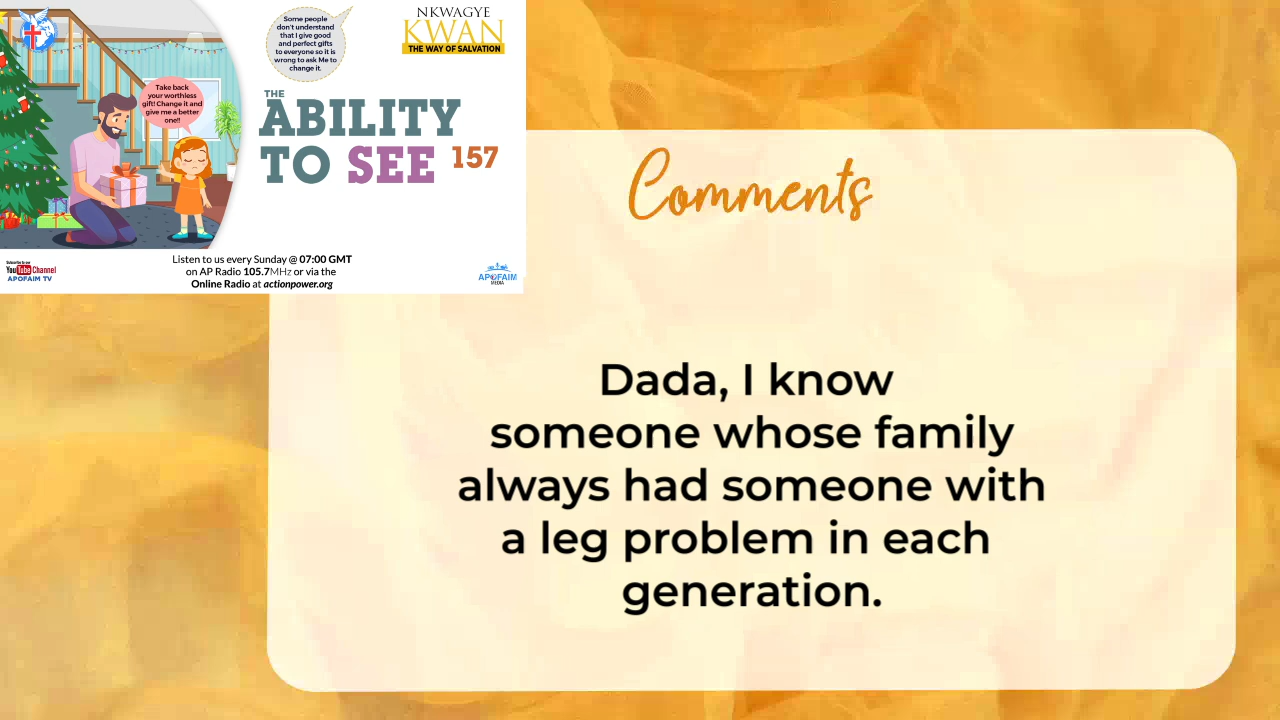 Some people
don't understand
that I give good
and perfect gifts
to everyone so it is
wrong to ask Me to
change it.
NKWAGYE
KWAN
THE WAY OF SALVATION
Take back
your worthless
gift! Change it and
give me a better
one!!
THE
ABILITY
TO SEE 157
Listen to us every Sunday @ 07:00 GMT
on AP Radio 105.7MHz or via the
Online Radio at actionpower.org
Subscribe to our
YouTube Channel
APOFAIM TV
APOFAIM
MEDIA
Comments
Dada, I know
someone whose family
always had someone with
a leg problem in each
generation.